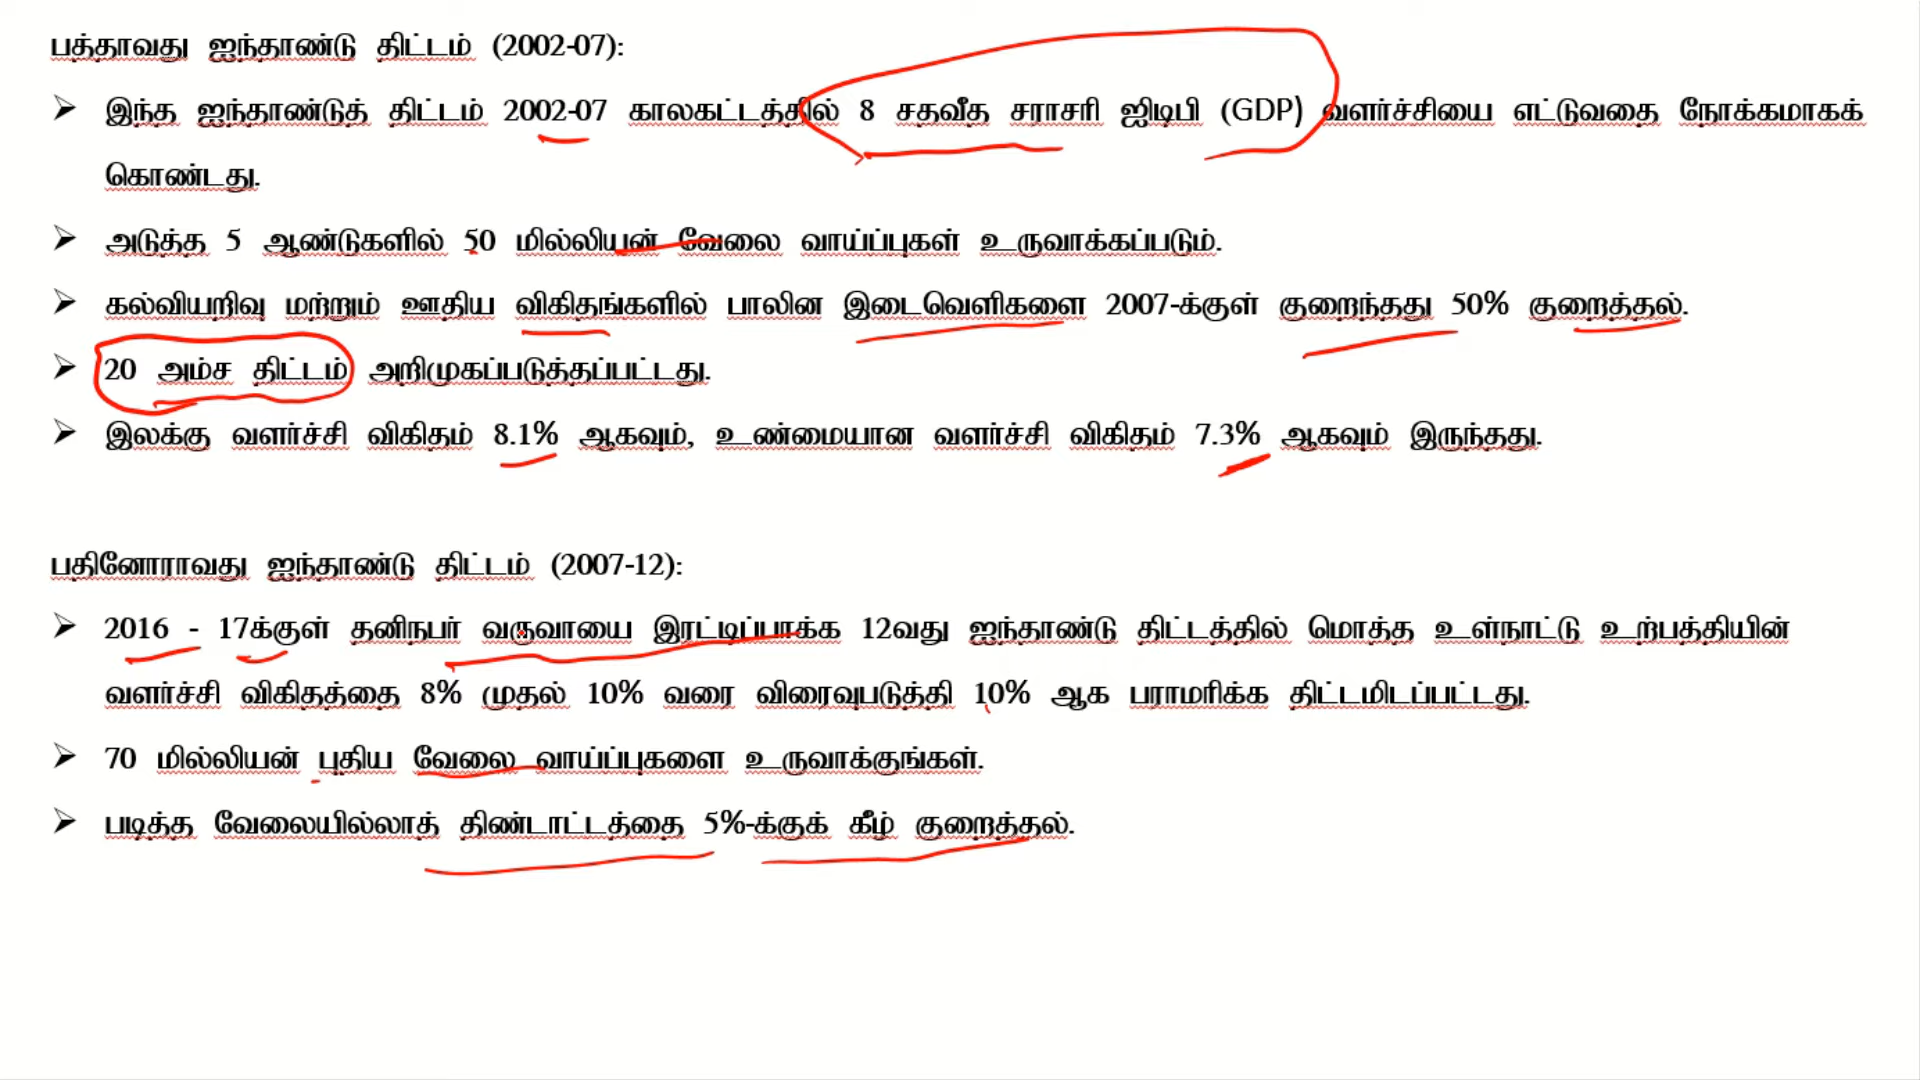 பத்தாவது ஐந்தாண்டு திட்டம் (2002-07):
➢ இந்த ஐந்தாண்டுத் திட்டம் 2002-07 காலகட்டத்தில் 8 சதவீத சராசரி ஜிடிபி (GDP) வளர்ச்சியை எட்டுவதை நோக்கமாகக்
கொண்டது.
➢ அடுத்த 5 ஆண்டுகளில் 50 மில்லியன் வேலை வாய்ப்புகள் உருவாக்கப்படும்.
➢ கல்வியறிவு மற்றும் ஊதிய விகிதங்களில் பாலின இடைவெளிகளை 2007-க்குள் குறைந்தது 50% குறைத்தல்.
➢ 20 அம்ச திட்டம் அறிமுகப்படுத்தப்பட்டது.
➢ இலக்கு வளர்ச்சி விகிதம் 8.1% ஆகவும், உண்மையான வளர்ச்சி விகிதம் 7.3% ஆகவும் இருந்தது.
பதினோராவது ஐந்தாண்டு திட்டம் (2007-12):
➢ 2016 - 17க்குள் தனிநபர் வருவாயை இரட்டிப்பாக்க 12வது ஐந்தாண்டு திட்டத்தில் மொத்த உள்நாட்டு உற்பத்தியின்
வளர்ச்சி விகிதத்தை 8% முதல் 10% வரை விரைவுபடுத்தி 10% ஆக பராமரிக்க திட்டமிடப்பட்டது.
➢ 70 மில்லியன் புதிய வேலை வாய்ப்புகளை உருவாக்குங்கள்.
➢ படித்த வேலையில்லாத் திண்டாட்டத்தை 5%-க்குக் கீழ் குறைத்தல்.